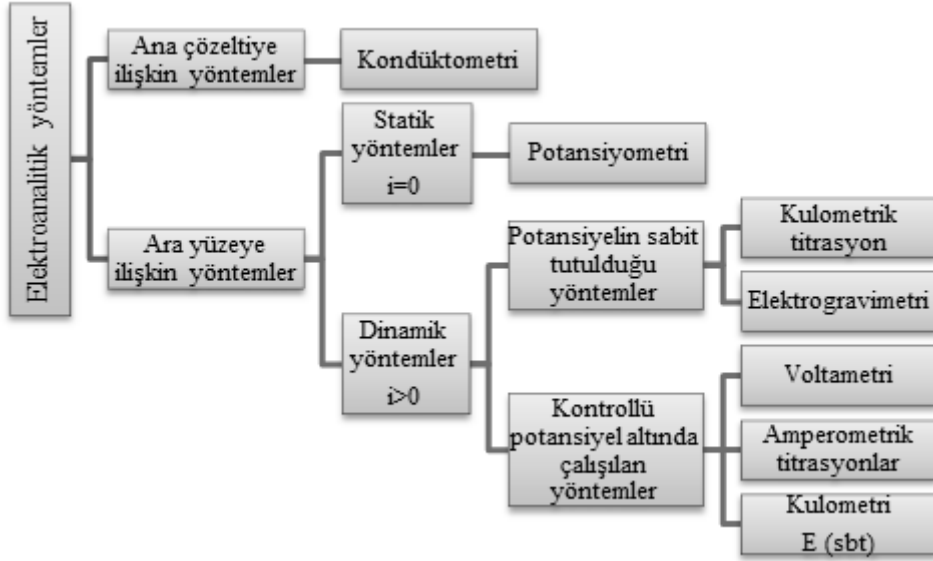 Elektroanalitik yöntemler
Ana çözeltiye
ilişkin yöntemler
Kondüktometri
Ara yüzeye
ilişkin yöntemler
Statik
yöntemler
i=0
Potansiyometri
Dinamik
yöntemler
i>0
Potansiyelin sabit
tutulduğu
yöntemler
Kulometrik
titrasyon
Elektrogravimetri
Kontrollü
potansiyel altında
çalışılan
yöntemler
Voltametri
Amperometrik
titrasyonlar
Kulometri
E (sbt)